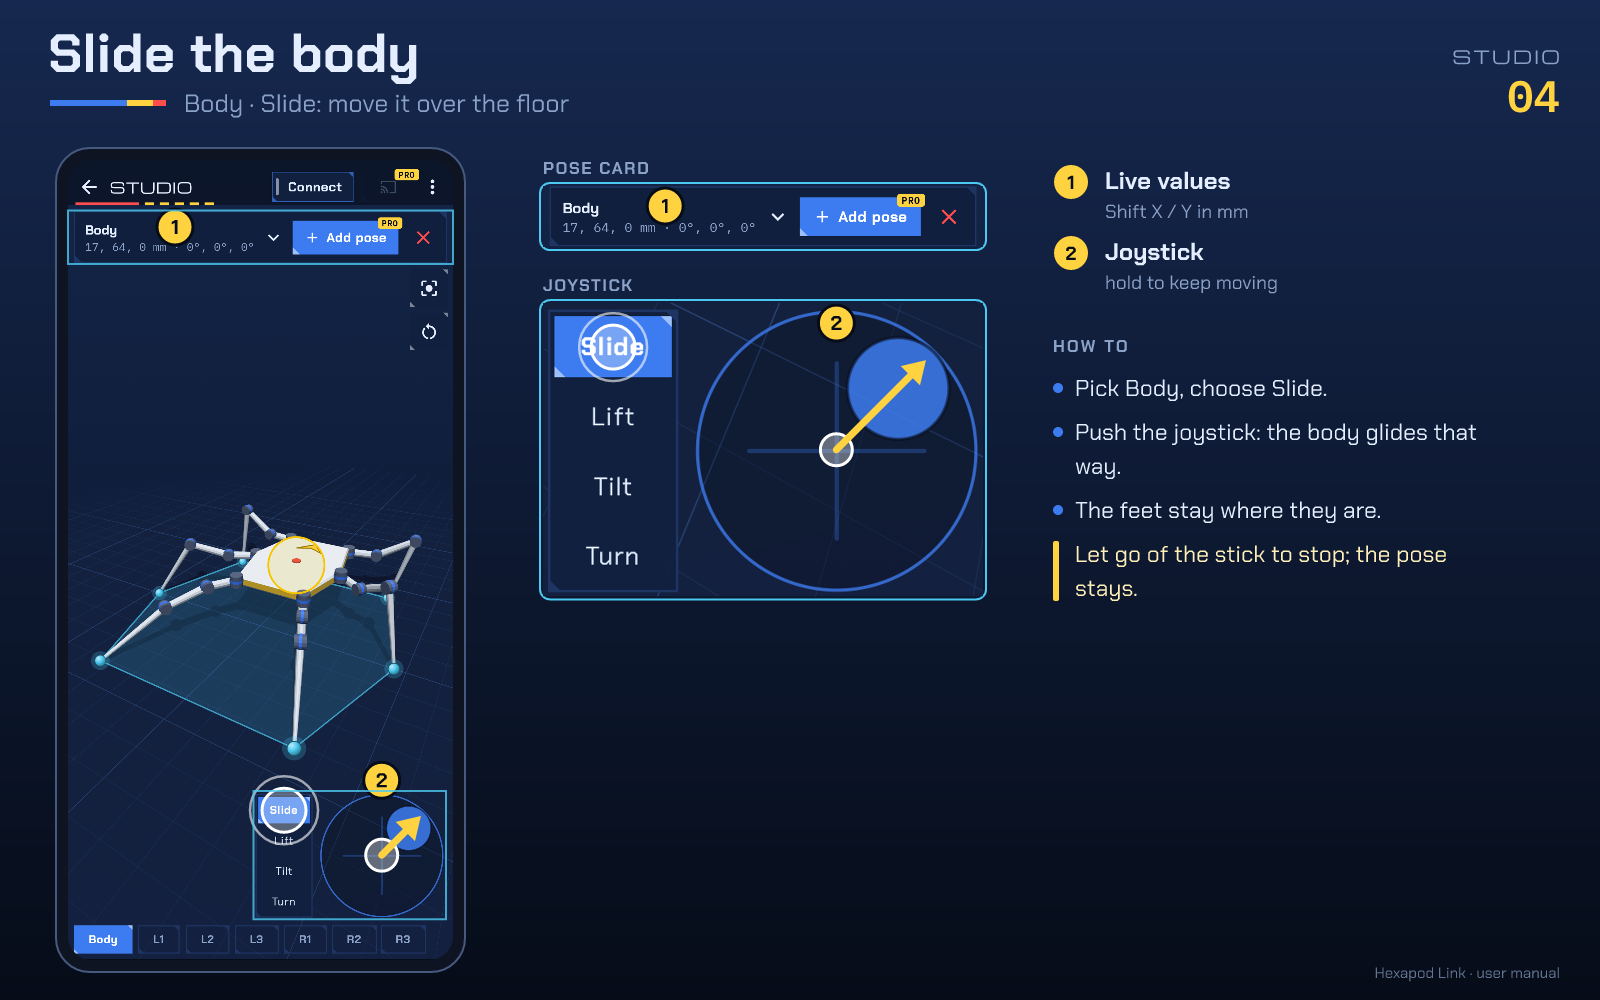 Slide the body
Body · Slide: move it over the floor
STUDIO
04
STUDIO
Connect
PRO
Body
17, 64, 0 mm · 0°, 0°, 0°
1
+ Add pose
PRO
Slide
Lift
Tilt
Turn
2
Body
L1
L2
L3
R1
R2
R3
POSE CARD
Body
17, 64, 0 mm · 0°, 0°, 0°
1
+ Add pose
PRO
JOYSTICK
Slide
Lift
Tilt
Turn
2
1
Live values
Shift X / Y in mm
2
Joystick
hold to keep moving
HOW TO
Pick Body, choose Slide.
Push the joystick: the body glides that
way.
The feet stay where they are.
Let go of the stick to stop; the pose
stays.
Hexapod Link · user manual